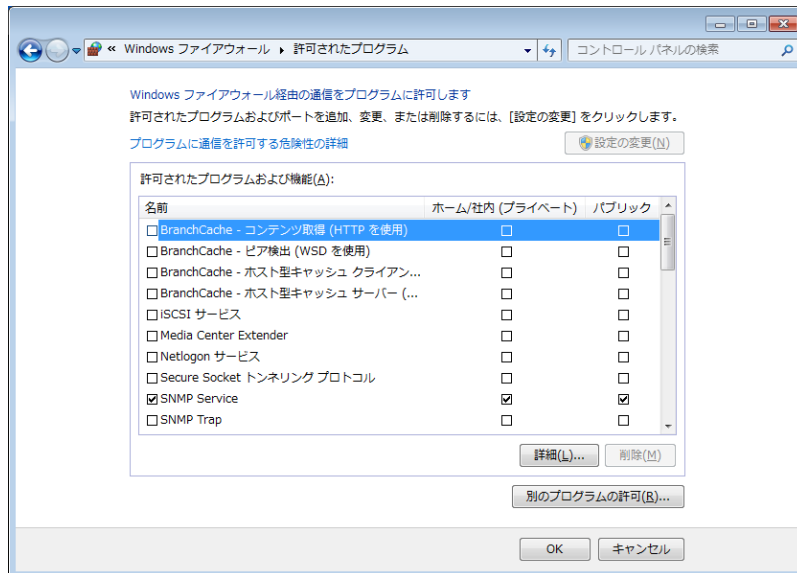 « Windows ファイアウォール ▸ 許可されたプログラム コントロール パネルの検索
Windows ファイアウォール経由の通信をプログラムに許可します
許可されたプログラムおよびポートを追加、変更、または削除するには、[設定の変更] をクリックします。
プログラムに通信を許可する危険性の詳細 設定の変更(N)
許可されたプログラムおよび機能(A):
名前 ホーム/社内 (プライベート) パブリック
BranchCache - コンテンツ取得 (HTTP を使用)
BranchCache - ピア検出 (WSD を使用)
BranchCache - ホスト型キャッシュ クライアン...
BranchCache - ホスト型キャッシュ サーバー (...
iSCSI サービス
Media Center Extender
Netlogon サービス
Secure Socket トンネリング プロトコル
SNMP Service
SNMP Trap
詳細(L)... 削除(M)
別のプログラムの許可(R)...
OK キャンセル